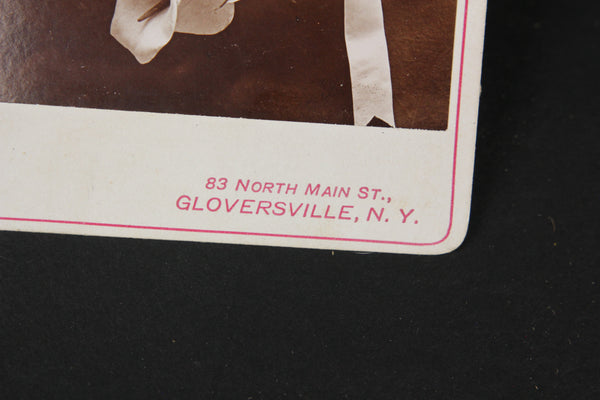 83 NORTH MAIN ST.,
GLOVERSVILLE, N. Y.